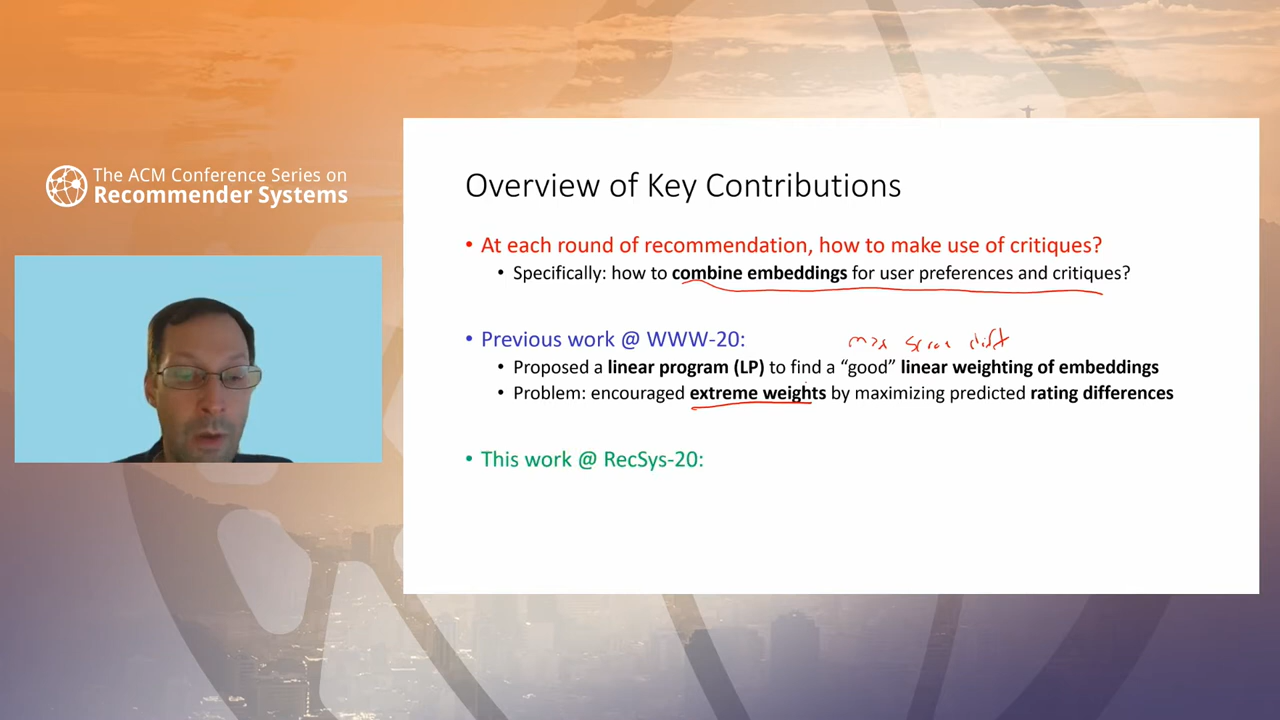 The ACM Conference Series on
Recommender Systems
Overview of Key Contributions
• At each round of recommendation, how to make use of critiques?
• Specifically: how to combine embeddings for user preferences and critiques?
• Previous work @ WWW-20:
max score diff
• Proposed a linear program (LP) to find a “good” linear weighting of embeddings
• Problem: encouraged extreme weights by maximizing predicted rating differences
• This work @ RecSys-20: